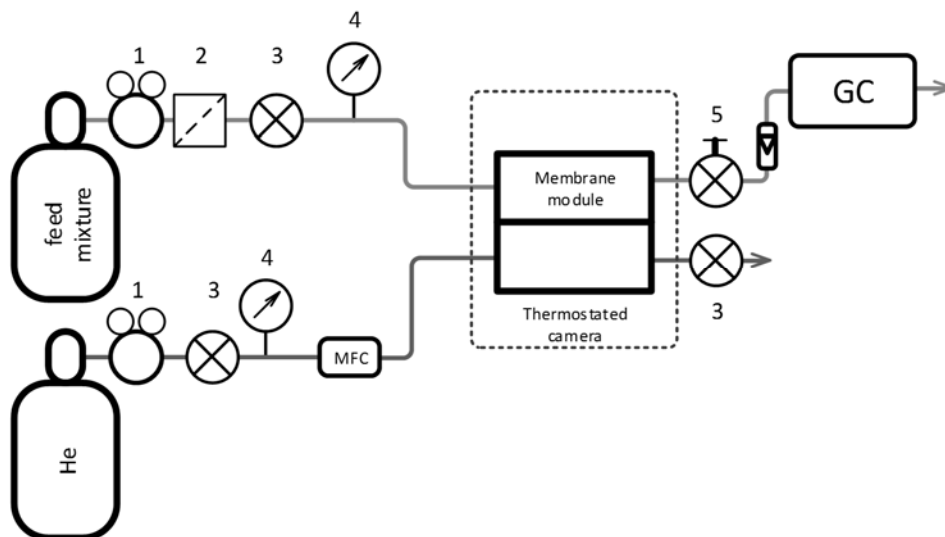 4
1 2 3
5
GC
feed
mixture
Membrane
module
4
1 3
3
MFC
Thermostated
camera
He